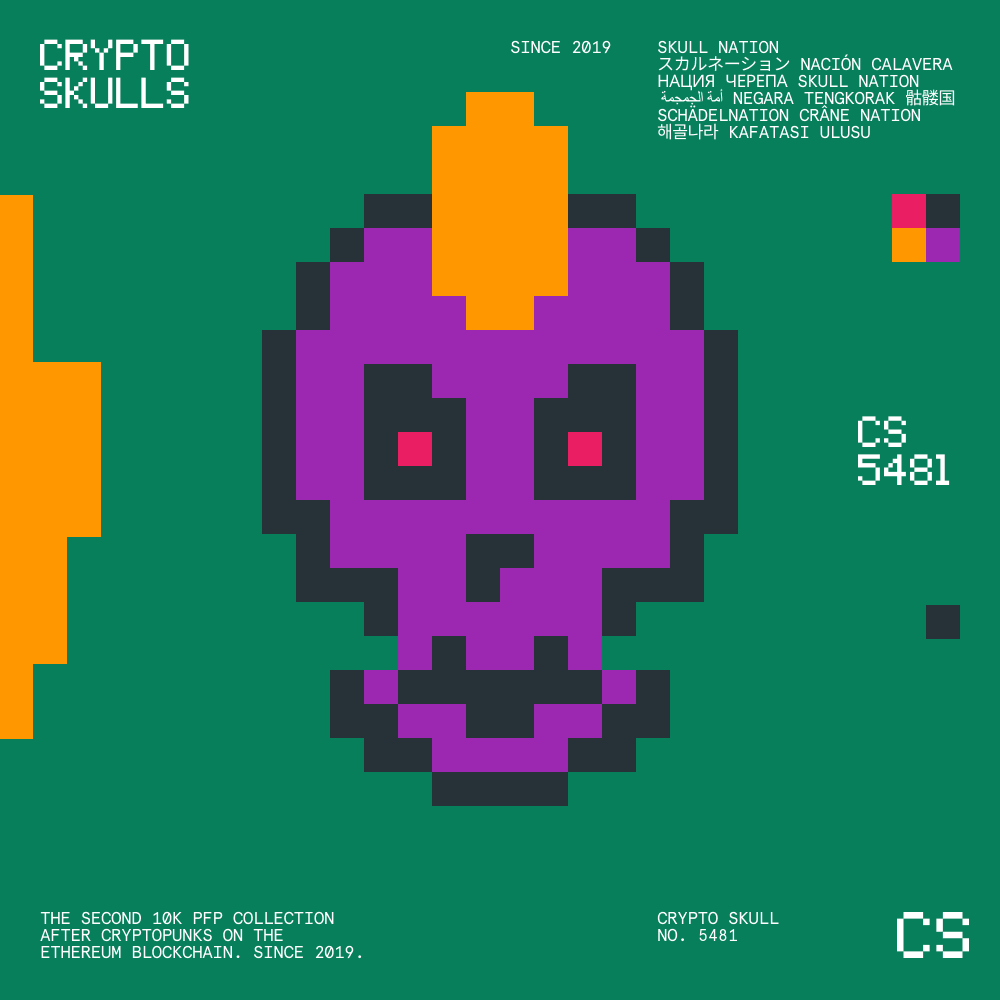 CRYPTO
SKULLS
SINCE 2019
SKULL NATION
スカルネーション NACIÓN CALAVERA
НАЦИЯ ЧЕРЕПА SKULL NATION
أمة الجمجمة NEGARA TENGKORAK 骷髅国
SCHÄDELNATION CRÂNE NATION
해골나라 KAFATASI ULUSU
CS
5481
THE SECOND 10K PFP COLLECTION
AFTER CRYPTOPUNKS ON THE
ETHEREUM BLOCKCHAIN. SINCE 2019.
CRYPTO SKULL
NO. 5481
CS